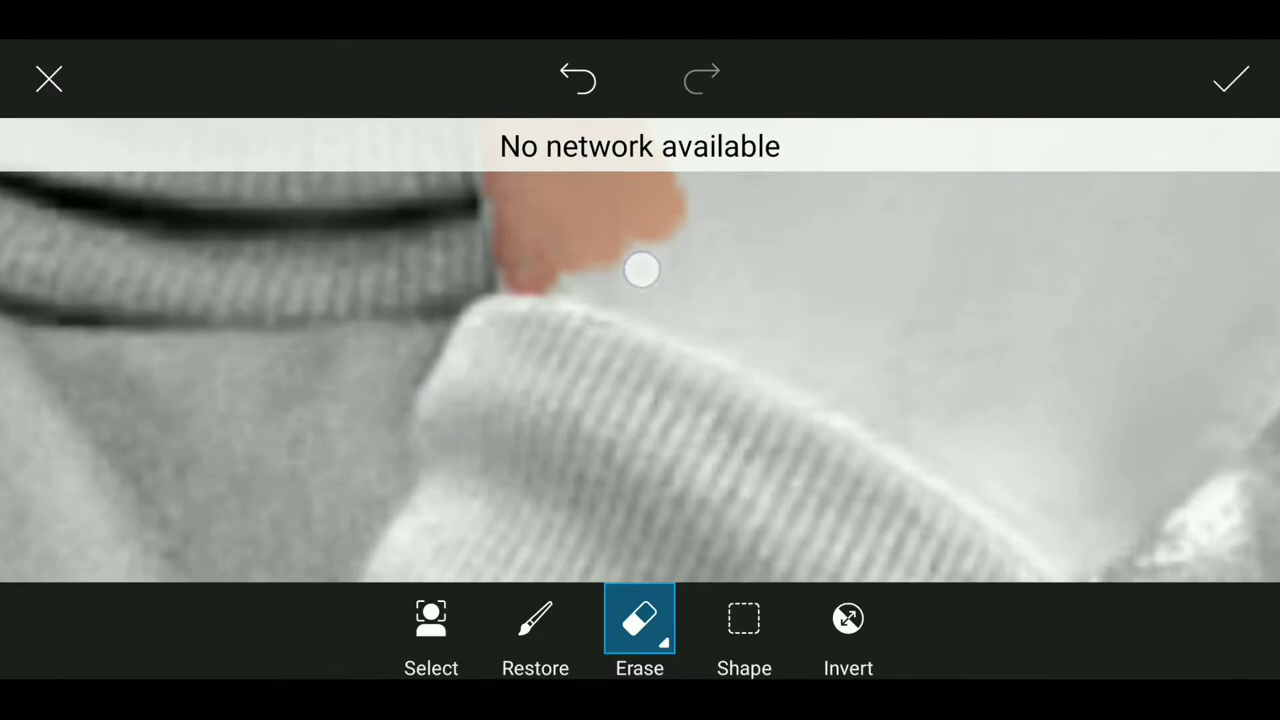 No network available
Select
Restore
Erase
Shape
Invert